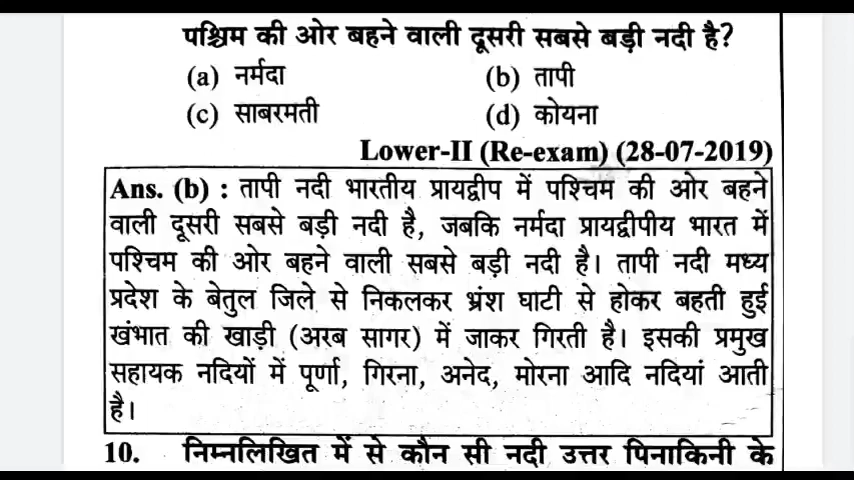 पश्चिम की ओर बहने वाली दूसरी सबसे बड़ी नदी है?
(a) नर्मदा (b) तापी
(c) साबरमती (d) कोयना
Lower-II (Re-exam) (28-07-2019)
Ans. (b) : तापी नदी भारतीय प्रायद्वीप में पश्चिम की ओर बहने
वाली दूसरी सबसे बड़ी नदी है, जबकि नर्मदा प्रायद्वीपीय भारत में
पश्चिम की ओर बहने वाली सबसे बड़ी नदी है। तापी नदी मध्य
प्रदेश के बेतुल जिले से निकलकर भ्रंश घाटी से होकर बहती हुई
खंभात की खाड़ी (अरब सागर) में जाकर गिरती है। इसकी प्रमुख
सहायक नदियों में पूर्णा, गिरना, अनेद, मोरना आदि नदियां आती
है।
10. निम्नलिखित में से कौन सी नदी उत्तर पिनाकिनी के